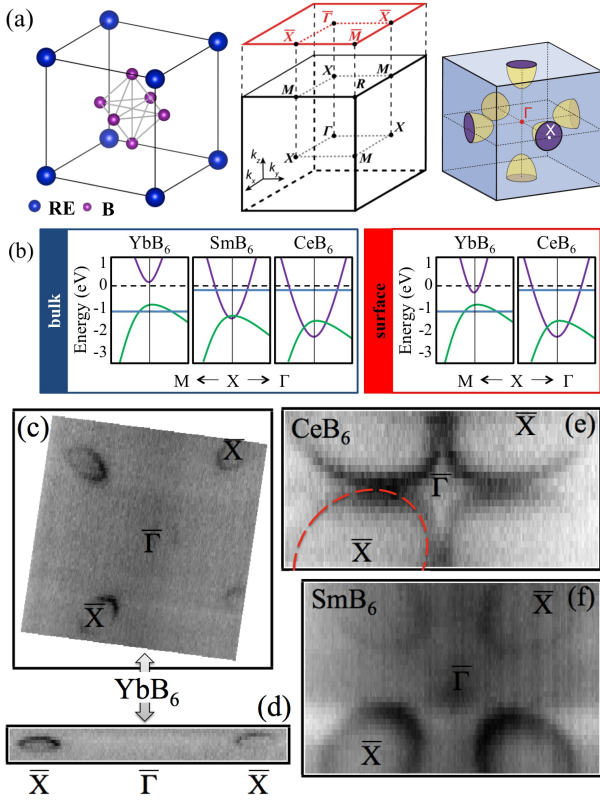 (a)
Γ̅ X̅
X̅ M̅
X M
M R
Γ X
X M
k_z
k_y
k_x
Γ
X
RE B
(b)
bulk
YbB₆ SmB₆ CeB₆
Energy (eV)
1
0
-1
-2
-3
M ← X → Γ
surface
YbB₆ CeB₆
Energy (eV)
1
0
-1
-2
-3
M ← X → Γ
(c)
X̅
Γ̅
X̅
YbB₆
(d)
X̅ Γ̅ X̅
CeB₆ X̅ (e)
Γ̅
X̅
SmB₆ X̅ (f)
Γ̅
X̅